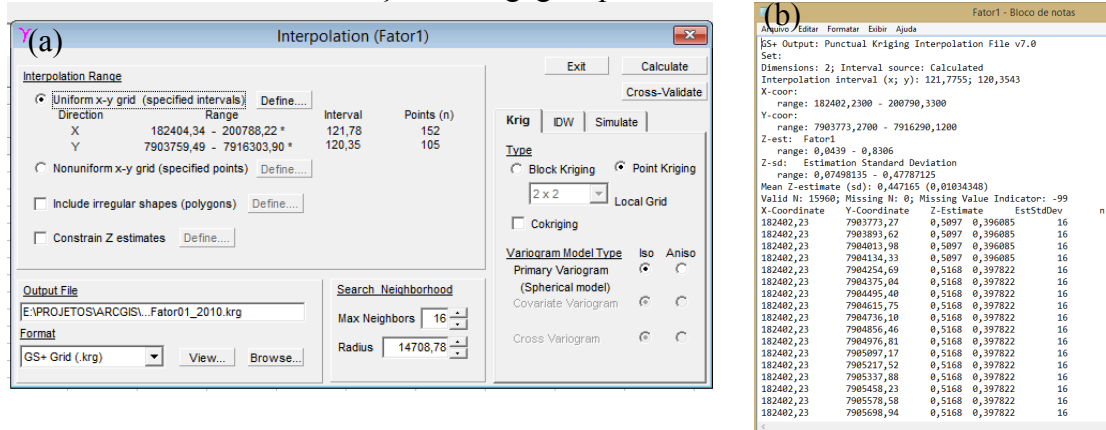 (a)
Interpolation (Fator1)
Interpolation Range
Uniform x-y grid (specified intervals) Define....
Direction Range Interval Points (n)
X 182404,34 - 200788,22 * 121,78 152
Y 7903759,49 - 7916303,90 * 120,35 105
Nonuniform x-y grid (specified points) Define....
Include irregular shapes (polygons) Define....
Constrain Z estimates Define....
Output File
E:\PROJETOS\ARCGIS\...Fator01_2010.krg
Format
GS+ Grid (.krg) View... Browse...
Search Neighborhood
Max Neighbors 16
Radius 14708,78
Exit Calculate
Cross-Validate
Krig IDW Simulate
Type
Block Kriging Point Kriging
2 x 2 Local Grid
Cokriging
Variogram Model Type Iso Aniso
Primary Variogram
(Spherical model)
Covariate Variogram
Cross Variogram
(b)
Fator1 - Bloco de notas
Arquivo Editar Formatar Exibir Ajuda
GS+ Output: Punctual Kriging Interpolation File v7.0
Set:
Dimensions: 2; Interval source: Calculated
Interpolation interval (x; y): 121,7755; 120,3543
X-coor:
range: 182402,2300 - 200790,3300
Y-coor:
range: 7903773,2700 - 7916290,1200
Z-est: Fator1
range: 0,0439 - 0,8306
Z-sd: Estimation Standard Deviation
range: 0,07498135 - 0,47787125
Mean Z-estimate (sd): 0,447165 (0,01034348)
Valid N: 15960; Missing N: 0; Missing Value Indicator: -99
X-Coordinate Y-Coordinate Z-Estimate EstStdDev n
182402,23 7903773,27 0,5097 0,396085 16
182402,23 7903893,62 0,5097 0,396085 16
182402,23 7904013,98 0,5097 0,396085 16
182402,23 7904134,33 0,5097 0,396085 16
182402,23 7904254,69 0,5168 0,397822 16
182402,23 7904375,04 0,5168 0,397822 16
182402,23 7904495,40 0,5168 0,397822 16
182402,23 7904615,75 0,5168 0,397822 16
182402,23 7904736,10 0,5168 0,397822 16
182402,23 7904856,46 0,5168 0,397822 16
182402,23 7904976,81 0,5168 0,397822 16
182402,23 7905097,17 0,5168 0,397822 16
182402,23 7905217,52 0,5168 0,397822 16
182402,23 7905337,88 0,5168 0,397822 16
182402,23 7905458,23 0,5168 0,397822 16
182402,23 7905578,58 0,5168 0,397822 16
182402,23 7905698,94 0,5168 0,397822 16